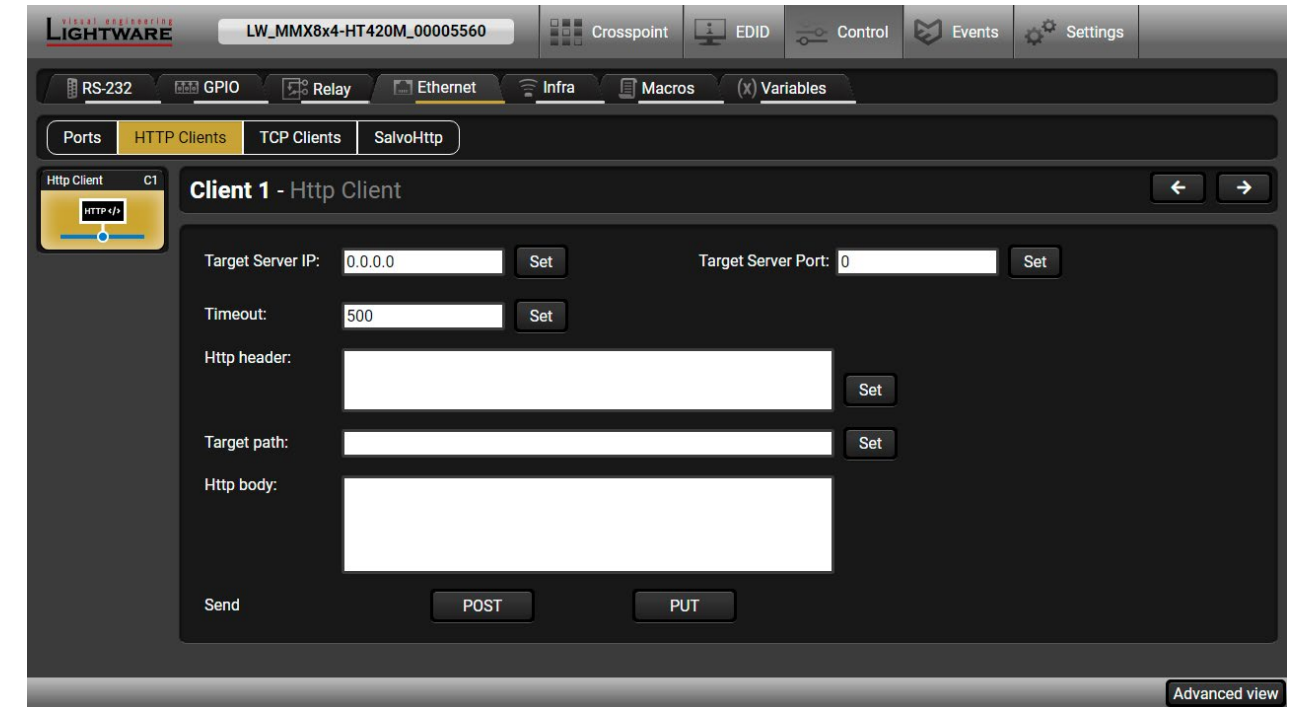 visual engineering
LIGHTWARE
LW_MMX8x4-HT420M_00005560
Crosspoint
EDID
Control
Events
Settings
RS-232
GPIO
Relay
Ethernet
Infra
Macros
(x) Variables
Ports
HTTP Clients
TCP Clients
SalvoHttp
Http Client C1
HTTP </>
Client 1 - Http Client
Target Server IP: 0.0.0.0 Set Target Server Port: 0 Set
Timeout: 500 Set
Http header: Set
Target path: Set
Http body:
Send POST PUT
Advanced view